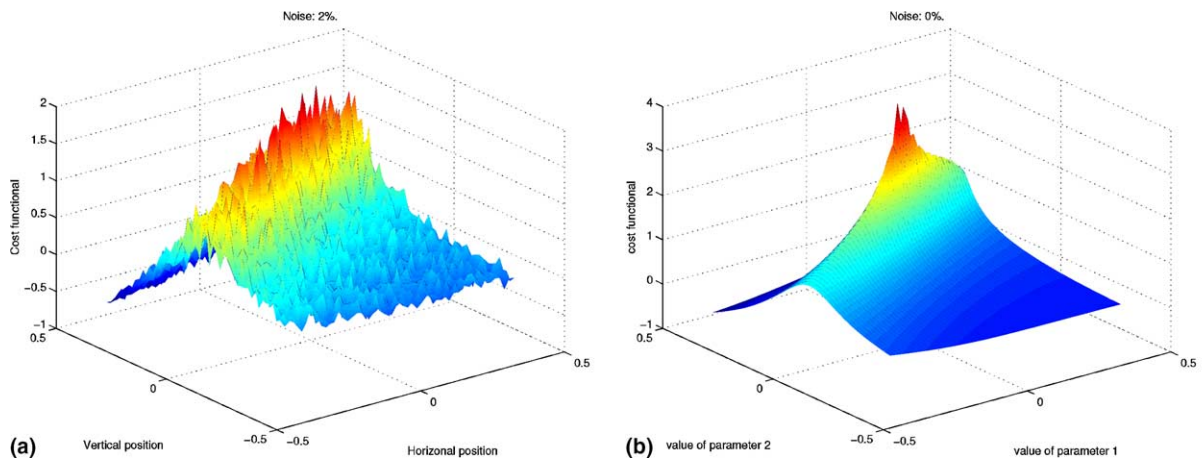 Noise: 2%.
2
1.5
1
0.5
0
−0.5
−1
Cost functional
0.5
0
−0.5
−0.5
0
0.5
(a)
Vertical position
Horizonal position
Noise: 0%.
4
3
2
1
0
−1
cost functional
0.5
0
−0.5
−0.5
0
0.5
(b)
value of parameter 2
value of parameter 1